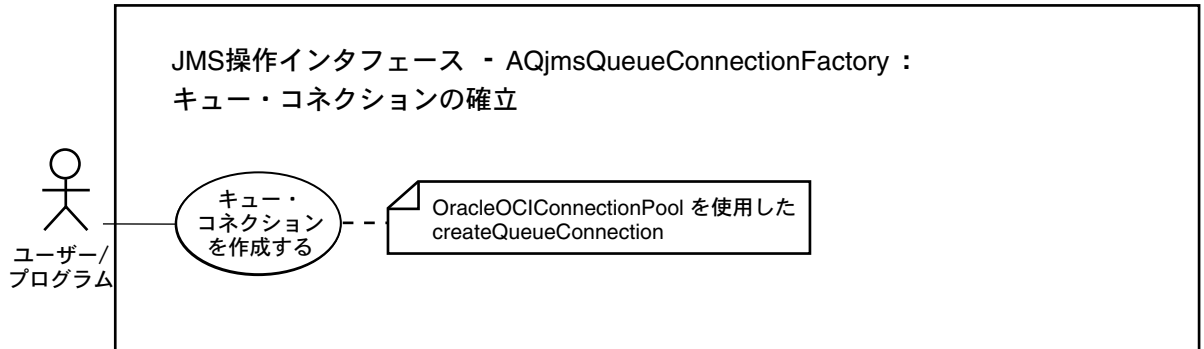 JMS操作インタフェース - AQjmsQueueConnectionFactory :
キュー・コネクションの確立
キュー・
コネクション
を作成する
OracleOCIConnectionPool を使用した
createQueueConnection
ユーザー/
プログラム